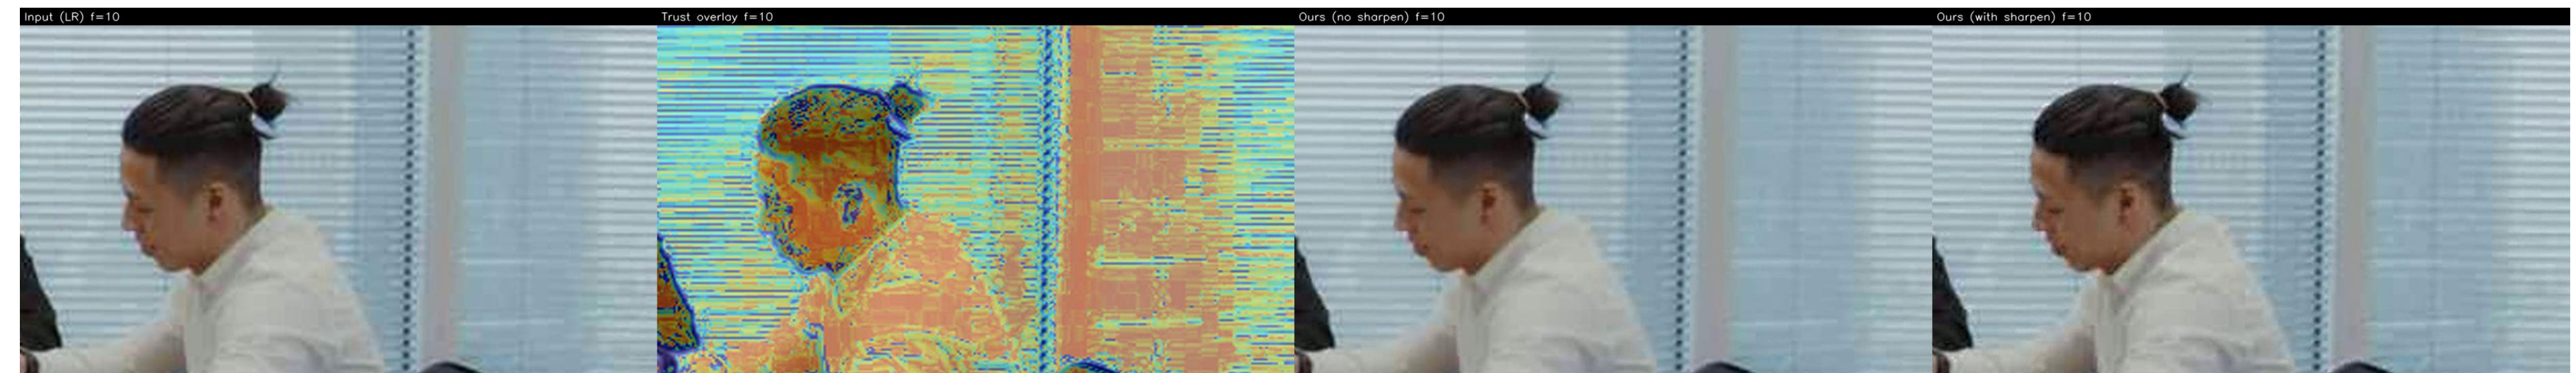 Input (LR) f=10
Trust overlay f=10
Ours (no sharpen) f=10
Ours (with sharpen) f=10